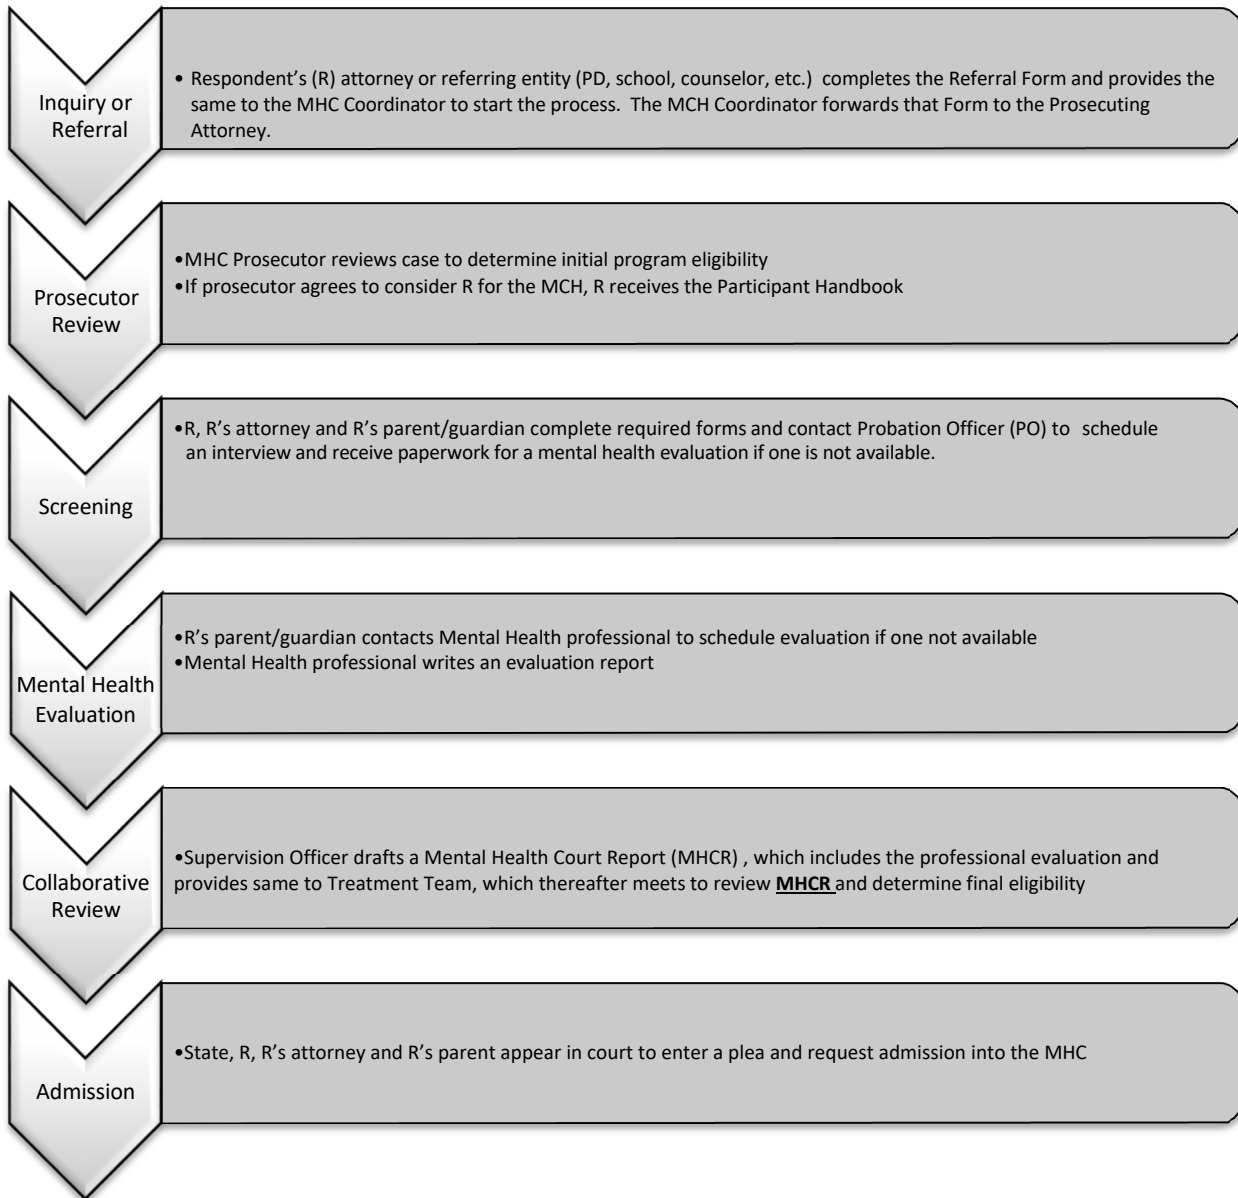 Inquiry or
Referral
• Respondent’s (R) attorney or referring entity (PD, school, counselor, etc.) completes the Referral Form and provides the
same to the MHC Coordinator to start the process. The MCH Coordinator forwards that Form to the Prosecuting
Attorney.
Prosecutor
Review
•MHC Prosecutor reviews case to determine initial program eligibility
•If prosecutor agrees to consider R for the MCH, R receives the Participant Handbook
Screening
•R, R’s attorney and R’s parent/guardian complete required forms and contact Probation Officer (PO) to schedule
an interview and receive paperwork for a mental health evaluation if one is not available.
Mental Health
Evaluation
•R’s parent/guardian contacts Mental Health professional to schedule evaluation if one not available
•Mental Health professional writes an evaluation report
Collaborative
Review
•Supervision Officer drafts a Mental Health Court Report (MHCR) , which includes the professional evaluation and
provides same to Treatment Team, which thereafter meets to review MHCR and determine final eligibility
Admission
•State, R, R’s attorney and R’s parent appear in court to enter a plea and request admission into the MHC